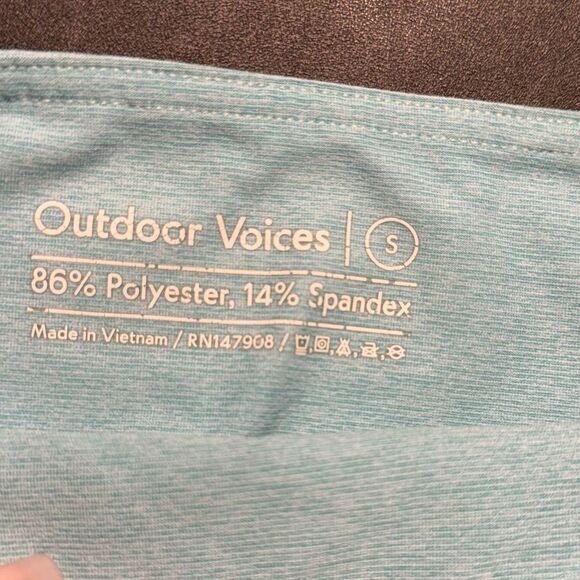 Outdoor Voices | S
86% Polyester, 14% Spandex
Made in Vietnam / RN147908 /